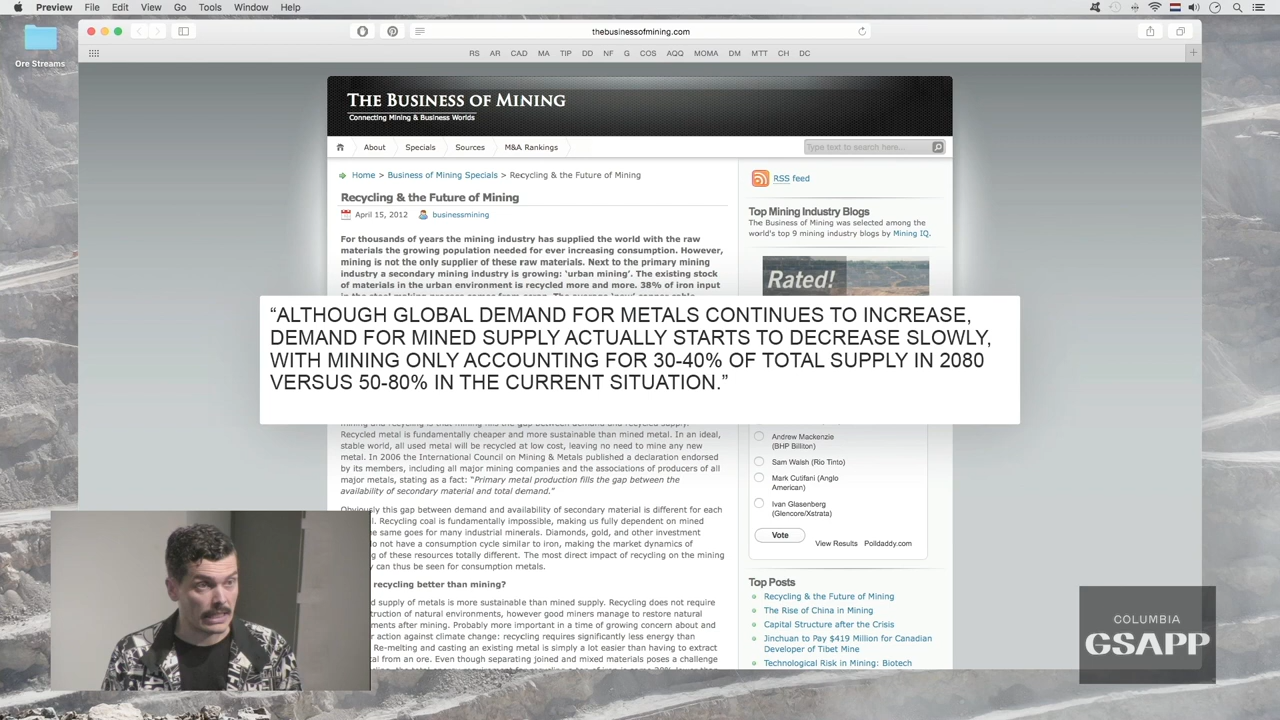 Preview File Edit View Go Tools Window Help
thebusinessofmining.com
Ore Streams
RS AR CAD MA TIP DD NF G COS AQQ MOMA DM MTT CH DC
THE BUSINESS OF MINING
Connecting Mining & Business Worlds
About Specials Sources M&A Rankings
Type text to search here...
Home > Business of Mining Specials > Recycling & the Future of Mining
Recycling & the Future of Mining
April 15, 2012 businessmining
For thousands of years the mining industry has supplied the world with the raw
materials the growing population needed for ever increasing consumption. However,
mining is not the only supplier of these raw materials. Next to the primary mining
industry a secondary mining industry is growing: ‘urban mining’. The existing stock
of materials in the urban environment is recycled more and more. 38% of iron input
RSS feed
Top Mining Industry Blogs
The Business of Mining was selected among the
world's top 9 mining industry blogs by Mining IQ.
Rated!
“ALTHOUGH GLOBAL DEMAND FOR METALS CONTINUES TO INCREASE,
DEMAND FOR MINED SUPPLY ACTUALLY STARTS TO DECREASE SLOWLY,
WITH MINING ONLY ACCOUNTING FOR 30-40% OF TOTAL SUPPLY IN 2080
VERSUS 50-80% IN THE CURRENT SITUATION.”
mining and recycling is that mining fills the gap between demand and recycled supply.
Recycled metal is fundamentally cheaper and more sustainable than mined metal. In an ideal,
stable world, all used metal will be recycled at low cost, leaving no need to mine any new
metal. In 2006 the International Council on Mining & Metals published a declaration endorsed
by its members, including all major mining companies and the associations of producers of all
major metals, stating as a fact: “Primary metal production fills the gap between the
availability of secondary material and total demand.”
Obviously this gap between demand and availability of secondary material is different for each
l. Recycling coal is fundamentally impossible, making us fully dependent on mined
e same goes for many industrial minerals. Diamonds, gold, and other investment
o not have a consumption cycle similar to iron, making the market dynamics of
g of these resources totally different. The most direct impact of recycling on the mining
y can thus be seen for consumption metals.
recycling better than mining?
d supply of metals is more sustainable than mined supply. Recycling does not require
truction of natural environments, however good miners manage to restore natural
ments after mining. Probably more important in a time of growing concern about and
r action against climate change: recycling requires significantly less energy than
Re-melting and casting an existing metal is simply a lot easier than having to extract
tal from an ore. Even though separating joined and mixed materials poses a challenge
Andrew Mackenzie
(BHP Billiton)
Sam Walsh (Rio Tinto)
Mark Cutifani (Anglo
American)
Ivan Glasenberg
(Glencore/Xstrata)
Vote
View Results Polldaddy.com
Top Posts
Recycling & the Future of Mining
The Rise of China in Mining
Capital Structure after the Crisis
Jinchuan to Pay $419 Million for Canadian
Developer of Tibet Mine
Technological Risk in Mining: Biotech
COLUMBIA
GSAPP